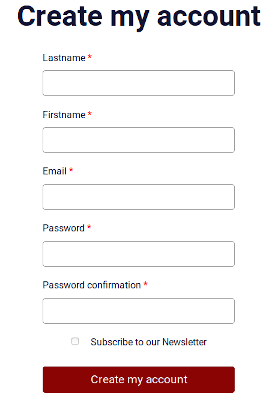 Create my account
Lastname *
Firstname *
Email *
Password *
Password confirmation *
Subscribe to our Newsletter
Create my account